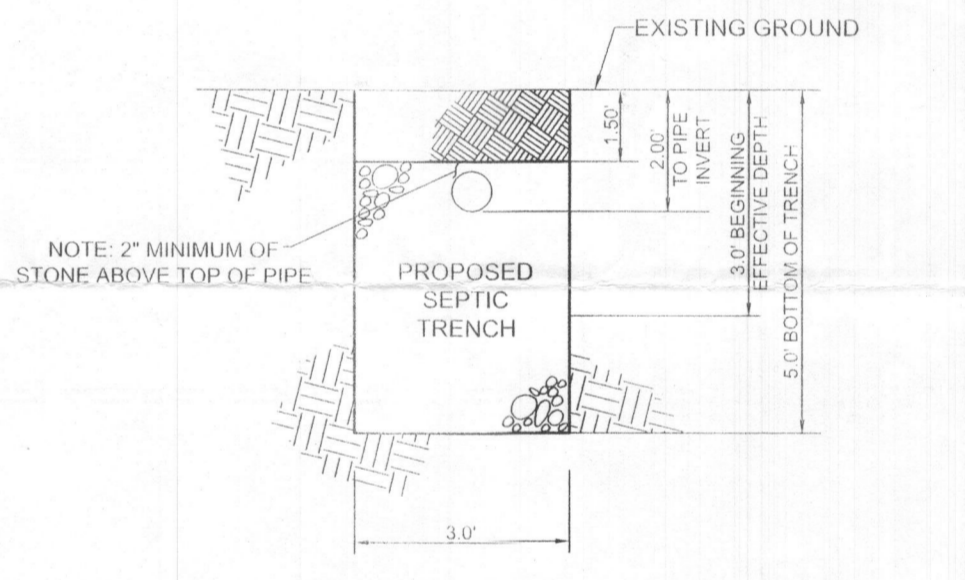 EXISTING GROUND
1.50'
2.00'
TO PIPE
INVERT
3.0' BEGINNING
EFFECTIVE DEPTH
5.0' BOTTOM OF TRENCH
NOTE: 2" MINIMUM OF
STONE ABOVE TOP OF PIPE
PROPOSED
SEPTIC
TRENCH
3.0'